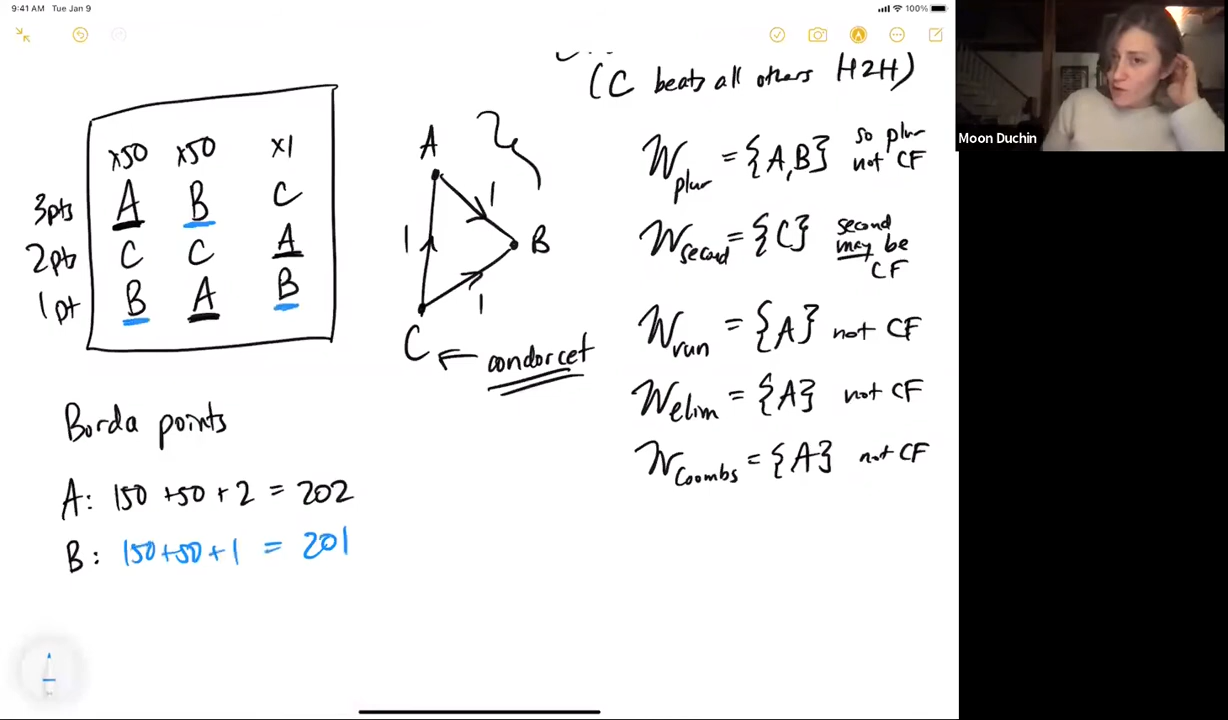 9:41 AM Tue Jan 9
100%
(C beats all others H2H)
x50 x50 x1
3pts A B C
2pt C C A
1pt B A B
A
B
C
1
1
1
condorcet
W plur = {A,B} so plur not CF
W second = {C} second may be CF
W run = {A} not CF
W elim = {A} not CF
W Coombs = {A} not CF
Borda points
A: 150 +50 + 2 = 202
B: 150+50+1 = 201
Moon Duchin